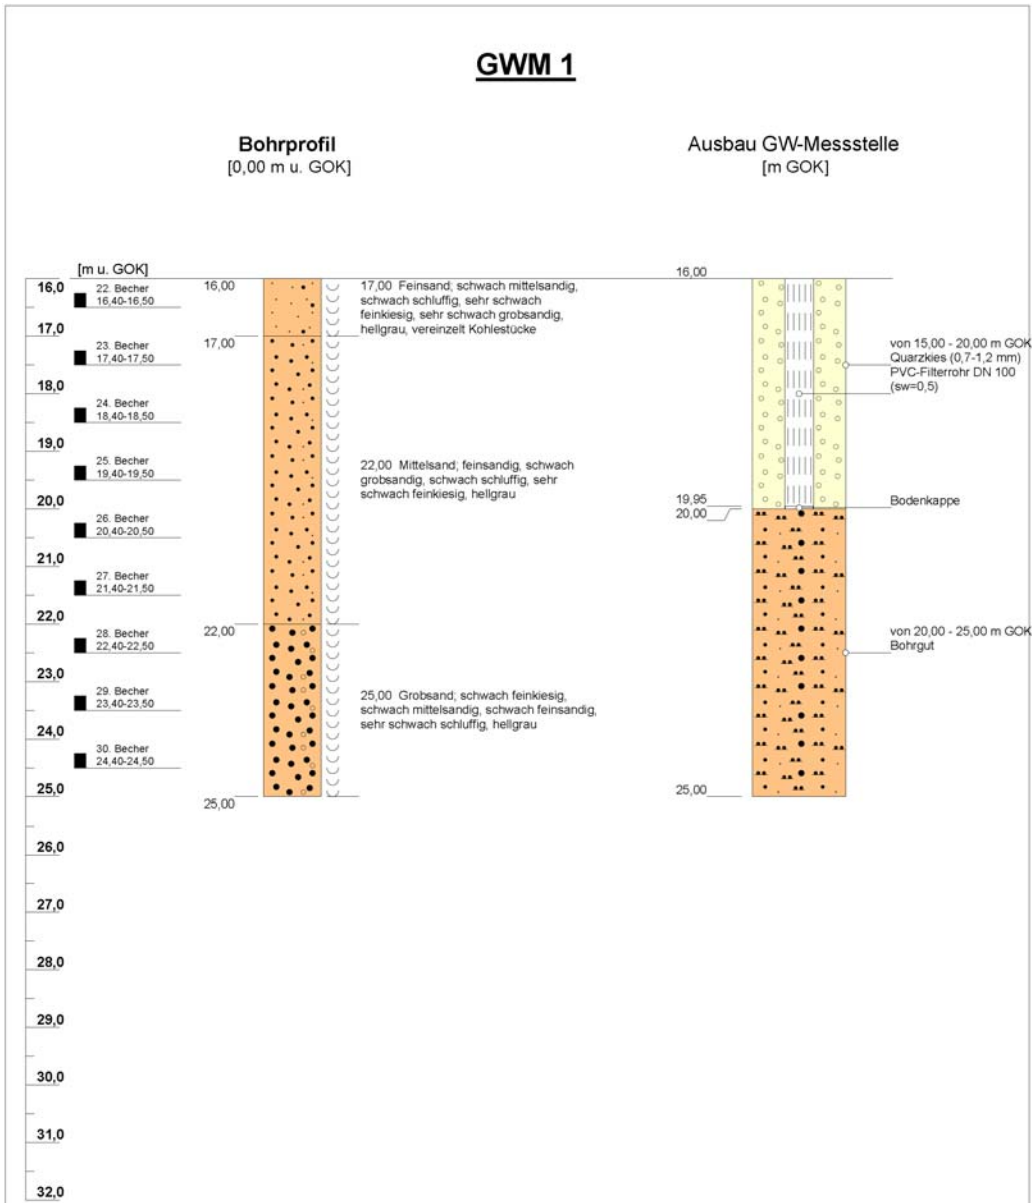 GWM 1
Bohrprofil
[0,00 m u. GOK]
Ausbau GW-Messstelle
[m GOK]
[m u. GOK]
16,0
17,0
18,0
19,0
20,0
21,0
22,0
23,0
24,0
25,0
26,0
27,0
28,0
29,0
30,0
31,0
32,0
22. Becher
16,40-16,50
23. Becher
17,40-17,50
24. Becher
18,40-18,50
25. Becher
19,40-19,50
26. Becher
20,40-20,50
27. Becher
21,40-21,50
28. Becher
22,40-22,50
29. Becher
23,40-23,50
30. Becher
24,40-24,50
16,00
17,00
22,00
25,00
17,00 Feinsand; schwach mittelsandig,
schwach schluffig, sehr schwach
feinkiesig, sehr schwach grobsandig,
hellgrau, vereinzelt Kohlestücke
22,00 Mittelsand; feinsandig, schwach
grobsandig, schwach schluffig, sehr
schwach feinkiesig, hellgrau
25,00 Grobsand; schwach feinkiesig,
schwach mittelsandig, schwach feinsandig,
sehr schwach schluffig, hellgrau
16,00
19,95
20,00
25,00
von 15,00 - 20,00 m GOK
Quarzkies (0,7-1,2 mm)
PVC-Filterrohr DN 100
(sw=0,5)
Bodenkappe
von 20,00 - 25,00 m GOK
Bohrgut